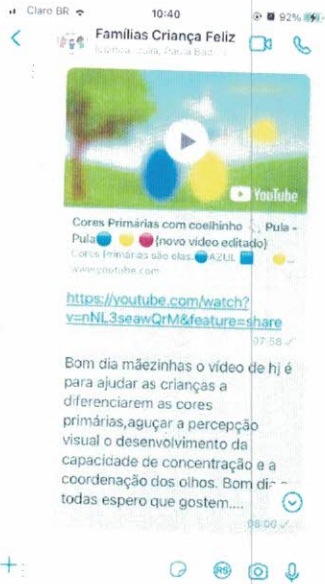 Claro BR
10:40
92%
Famílias Criança Feliz
YouTube
Cores Primárias com coelhinho Pula -
Pula🔵 🟡 🔴(novo vídeo editado)
Cores Primárias são elas:🔵AZUL 🟦 🟡...
www.youtube.com
https://youtube.com/watch?
v=nNL3seawQrM&feature=share
07:58
Bom dia mãezinhas o vídeo de hj é
para ajudar as crianças a
diferenciarem as cores
primárias,aguçar a percepção
visual o desenvolvimento da
capacidade de concentração e a
coordenação dos olhos. Bom
todas espero que gostem....
08:00